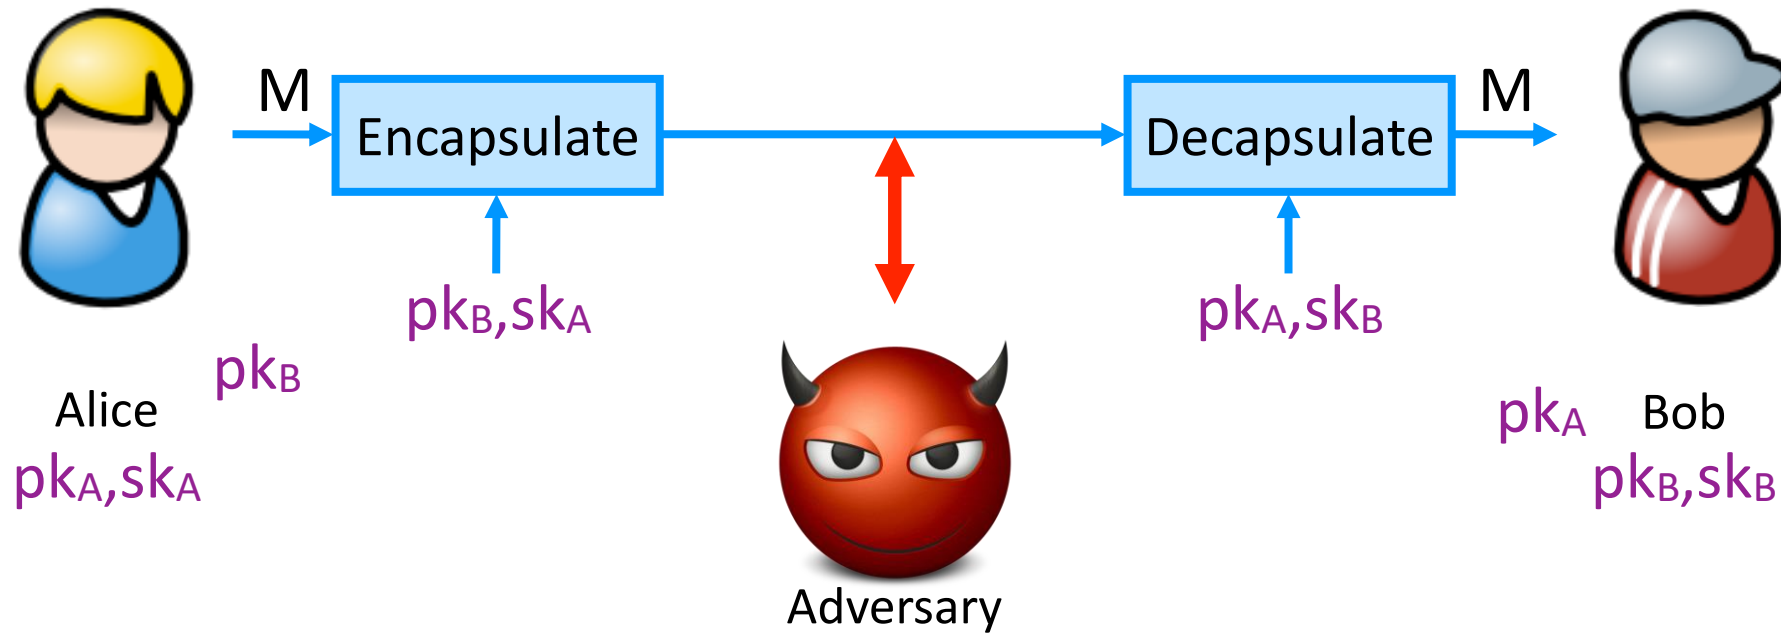 M
M
Encapsulate
Decapsulate
pkB,skA
pkA,skB
pkB
Alice
pkA Bob
pkA,skA
pkB,skB
Adversary